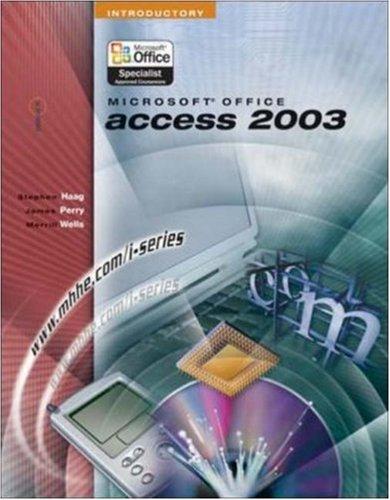 INTRODUCTORY
Microsoft®
Office
Specialist
Approved Courseware
MICROSOFT® OFFICE
access 2003
Stephen Haag
James Perry
Merrill Wells
www.mhhe.com/i-series
www.mhhe.com/i-series